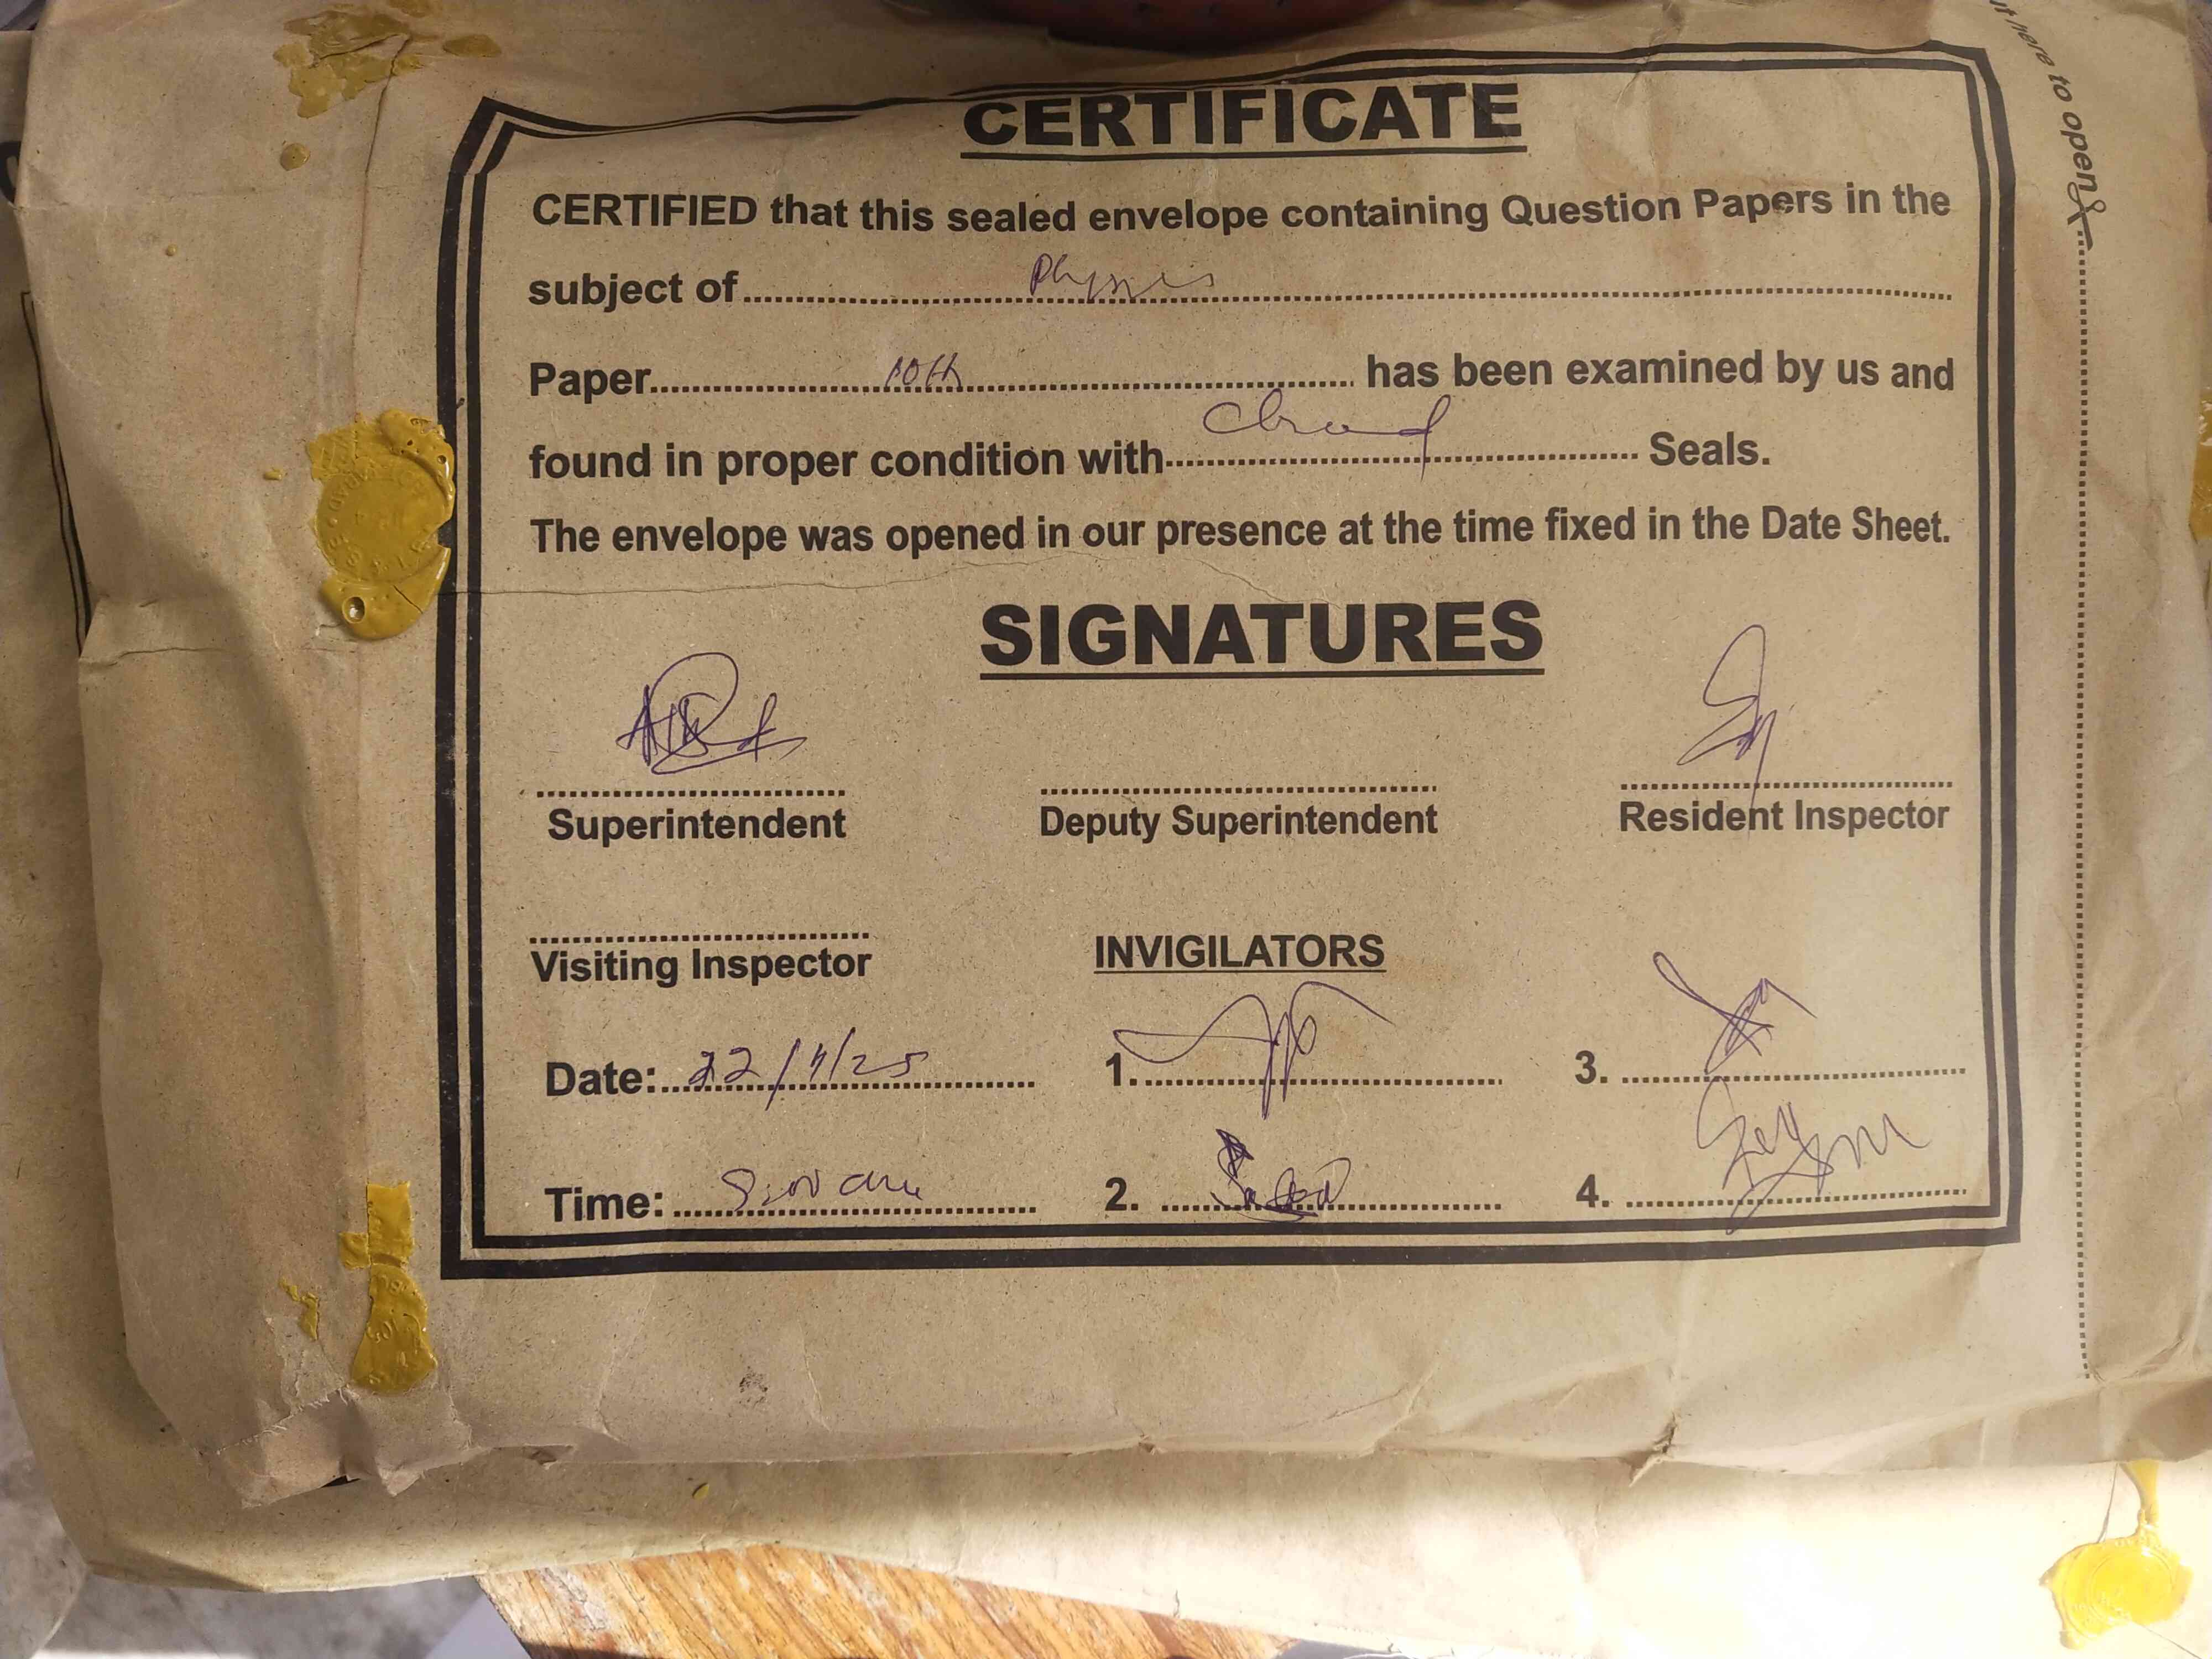 cut here to open
CERTIFICATE
CERTIFIED that this sealed envelope containing Question Papers in the
subject of Physics
Paper 10th has been examined by us and
found in proper condition with Seals.
The envelope was opened in our presence at the time fixed in the Date Sheet.
SIGNATURES
Superintendent Deputy Superintendent Resident Inspector
Visiting Inspector INVIGILATORS
Date: 22/4/25 1. 3.
Time: 2. Saeed 4.